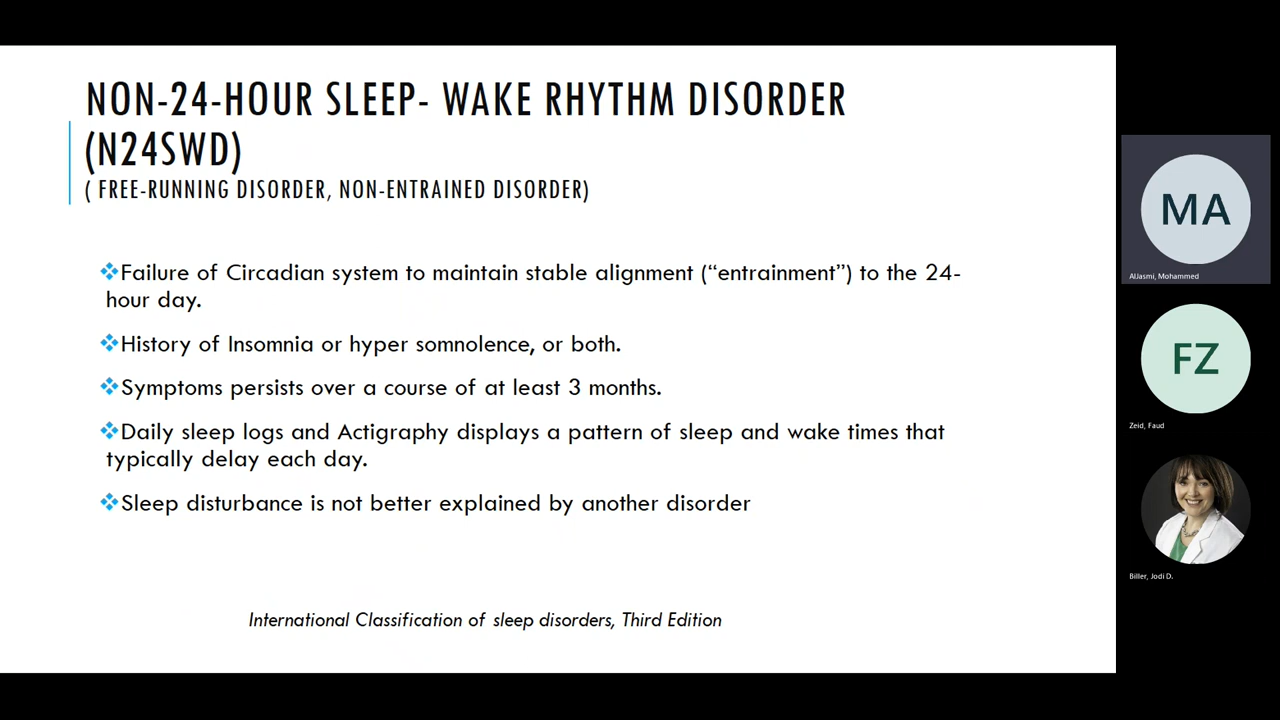 NON-24-HOUR SLEEP- WAKE RHYTHM DISORDER
(N24SWD)
( FREE-RUNNING DISORDER, NON-ENTRAINED DISORDER)
Failure of Circadian system to maintain stable alignment (“entrainment”) to the 24-
hour day.
History of Insomnia or hyper somnolence, or both.
Symptoms persists over a course of at least 3 months.
Daily sleep logs and Actigraphy displays a pattern of sleep and wake times that
typically delay each day.
Sleep disturbance is not better explained by another disorder
International Classification of sleep disorders, Third Edition
MA
AlJasmi, Mohammed
FZ
Zeid, Faud
Biller, Jodi D.